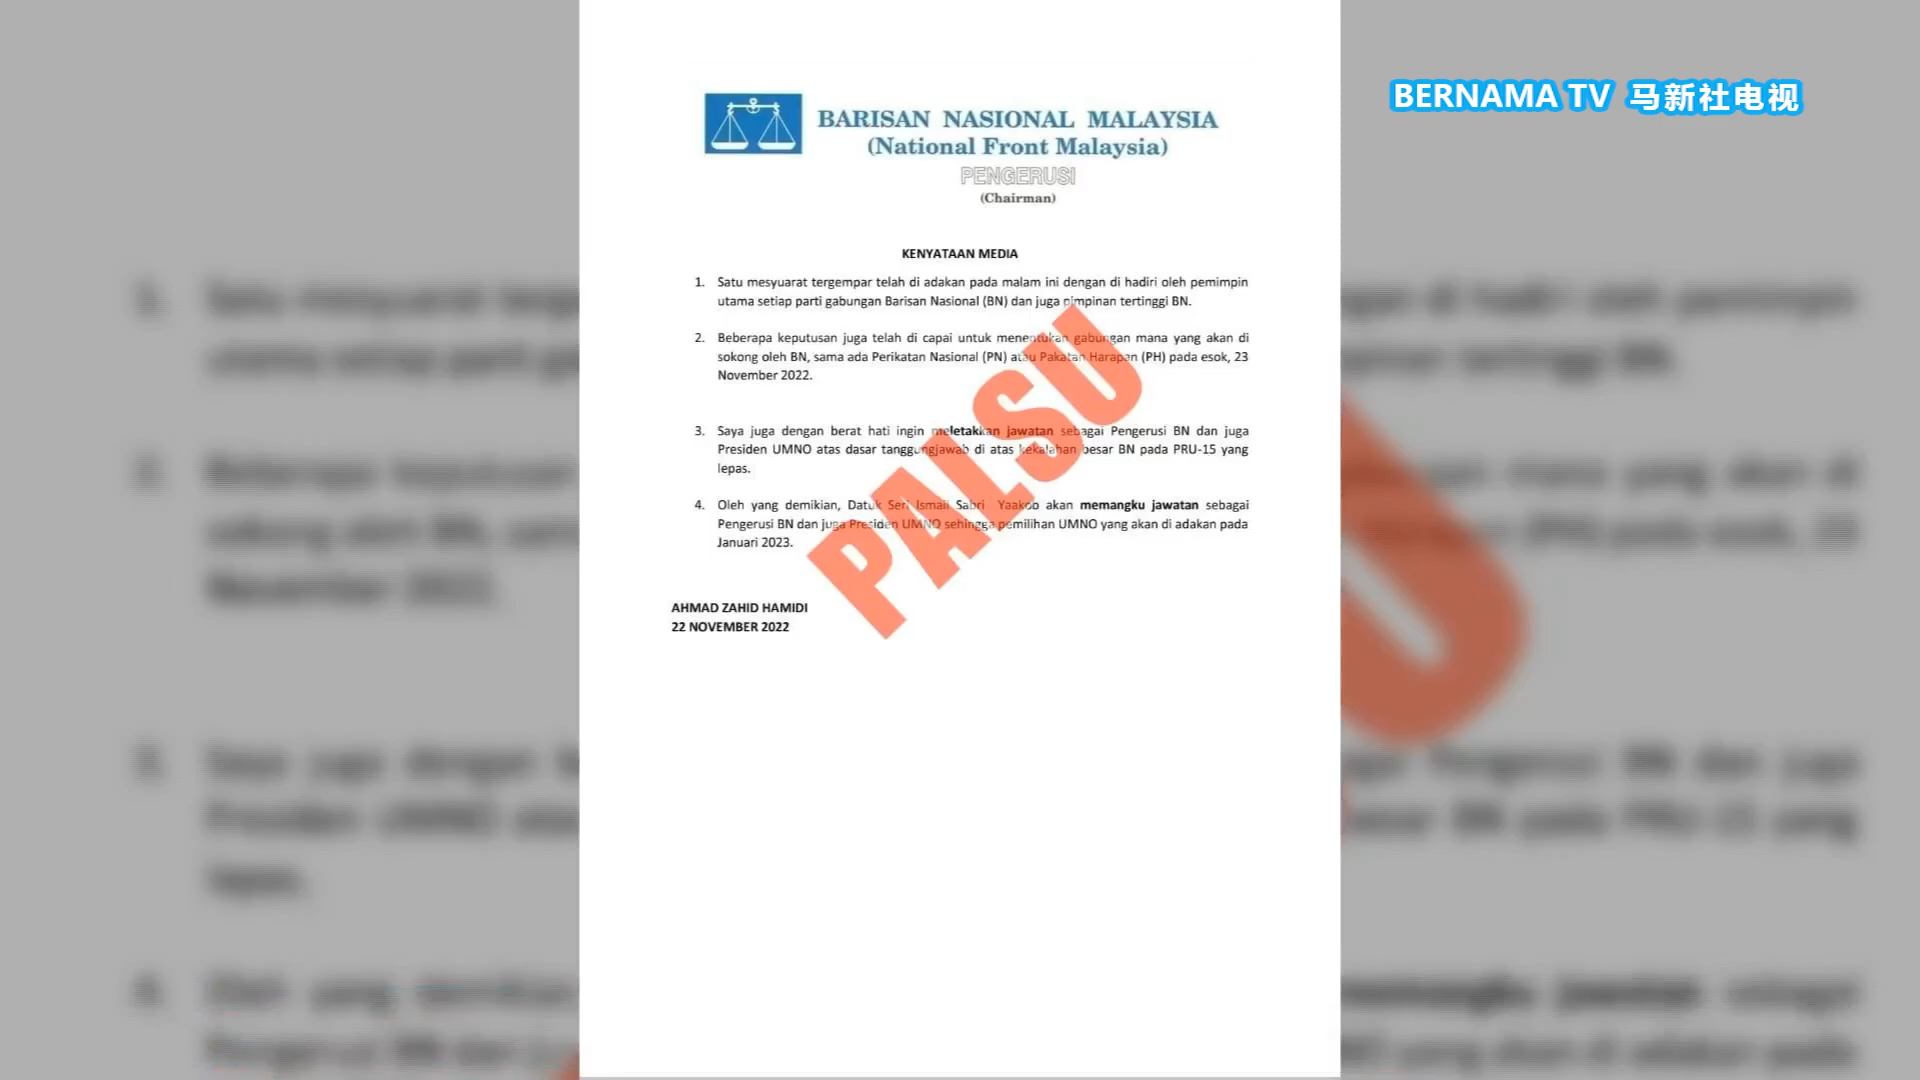 BERNAMA TV 马新社电视
BARISAN NASIONAL MALAYSIA
(National Front Malaysia)
PENGERUSI
(Chairman)
KENYATAAN MEDIA
1. Satu mesyuarat tergempar telah di adakan pada malam ini dengan di hadiri oleh pemimpin
utama setiap parti gabungan Barisan Nasional (BN) dan juga pimpinan tertinggi BN.
2. Beberapa keputusan juga telah di capai untuk menentukan gabungan mana yang akan di
sokong oleh BN, sama ada Perikatan Nasional (PN) atau Pakatan Harapan (PH) pada esok, 23
November 2022.
3. Saya juga dengan berat hati ingin meletakkan jawatan sebagai Pengerusi BN dan juga
Presiden UMNO atas dasar tanggungjawab di atas kekalahan besar BN pada PRU-15 yang
lepas.
4. Oleh yang demikian, Datuk Seri Ismail Sabri Yaakob akan memangku jawatan sebagai
Pengerusi BN dan juga Presiden UMNO sehingga pemilihan UMNO yang akan di adakan pada
Januari 2023.
PALSU
AHMAD ZAHID HAMIDI
22 NOVEMBER 2022